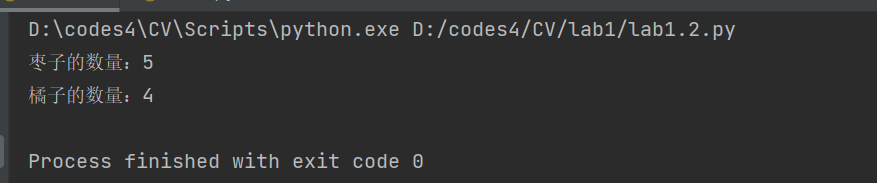 D:\codes4\CV\Scripts\python.exe D:/codes4/CV/lab1/lab1.2.py
枣子的数量：5
橘子的数量：4
Process finished with exit code 0